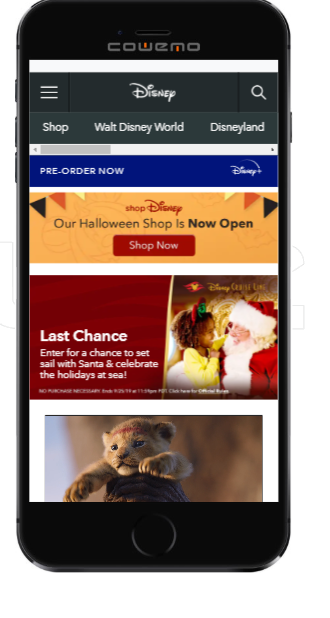 COWEMO
Disney
Shop Walt Disney World Disneyland
PRE-ORDER NOW Disney+
shop Disney
Our Halloween Shop Is Now Open
Shop Now
Disney CRUISE LINE
Last Chance
Enter for a chance to set
sail with Santa & celebrate
the holidays at sea!
NO PURCHASE NECESSARY. Ends 9/25/19 at 11:59pm PDT. Click here for Official Rules.